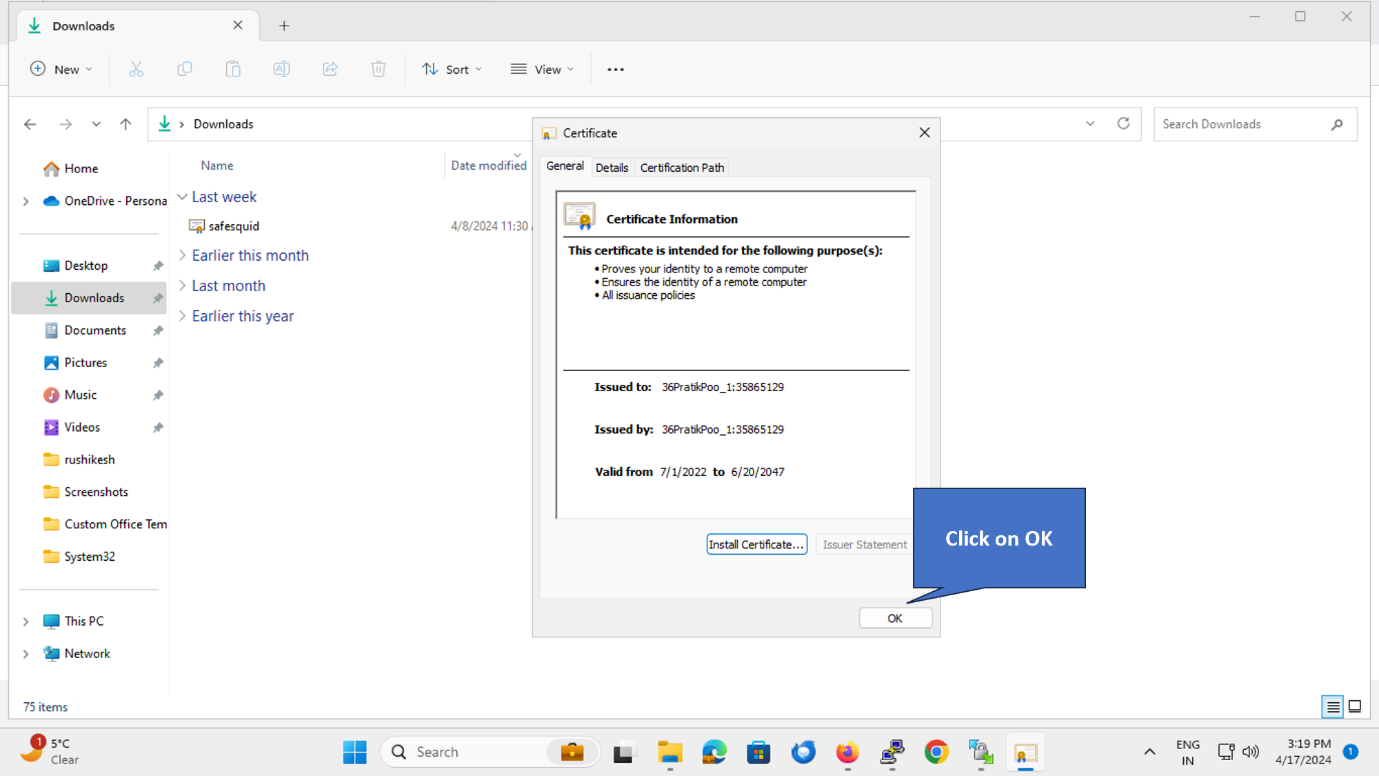 Downloads
New
Sort
View
Downloads
Search Downloads
Home
OneDrive - Persona
Desktop
Downloads
Documents
Pictures
Music
Videos
rushikesh
Screenshots
Custom Office Tem
System32
This PC
Network
75 items
Name
Date modified
Last week
safesquid
4/8/2024 11:30
Earlier this month
Last month
Earlier this year
Certificate
General
Details
Certification Path
Certificate Information
This certificate is intended for the following purpose(s):
• Proves your identity to a remote computer
• Ensures the identity of a remote computer
• All issuance policies
Issued to: 36PratikPoo_1:35865129
Issued by: 36PratikPoo_1:35865129
Valid from 7/1/2022 to 6/20/2047
Install Certificate...
Issuer Statement
Click on OK
OK
1
5°C
Clear
Search
ENG
IN
3:19 PM
4/17/2024
1